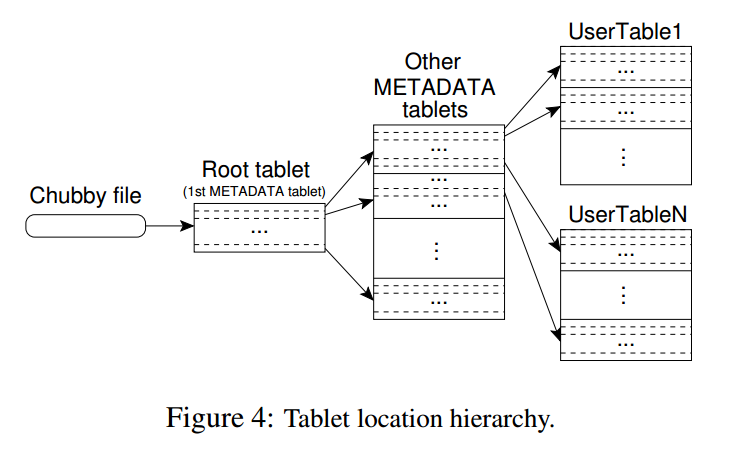 UserTable1
Other
METADATA
tablets
Root tablet
(1st METADATA tablet)
Chubby file
UserTableN
...
...
...
...
...
...
...
...
...
⋮
⋮
⋮
Figure 4: Tablet location hierarchy.